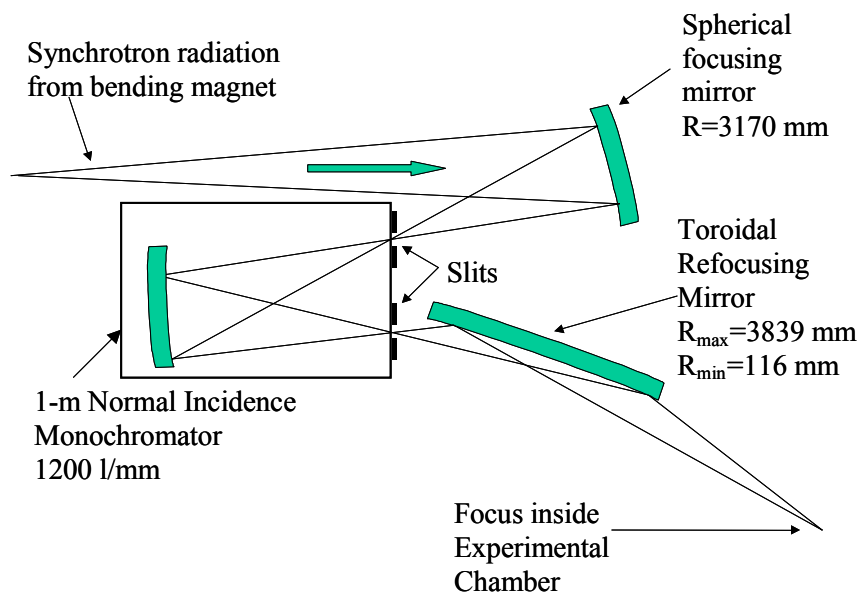 Synchrotron radiation
from bending magnet
Spherical
focusing
mirror
R=3170 mm
Slits
Toroidal
Refocusing
Mirror
Rmax=3839 mm
Rmin=116 mm
1-m Normal Incidence
Monochromator
1200 l/mm
Focus inside
Experimental
Chamber